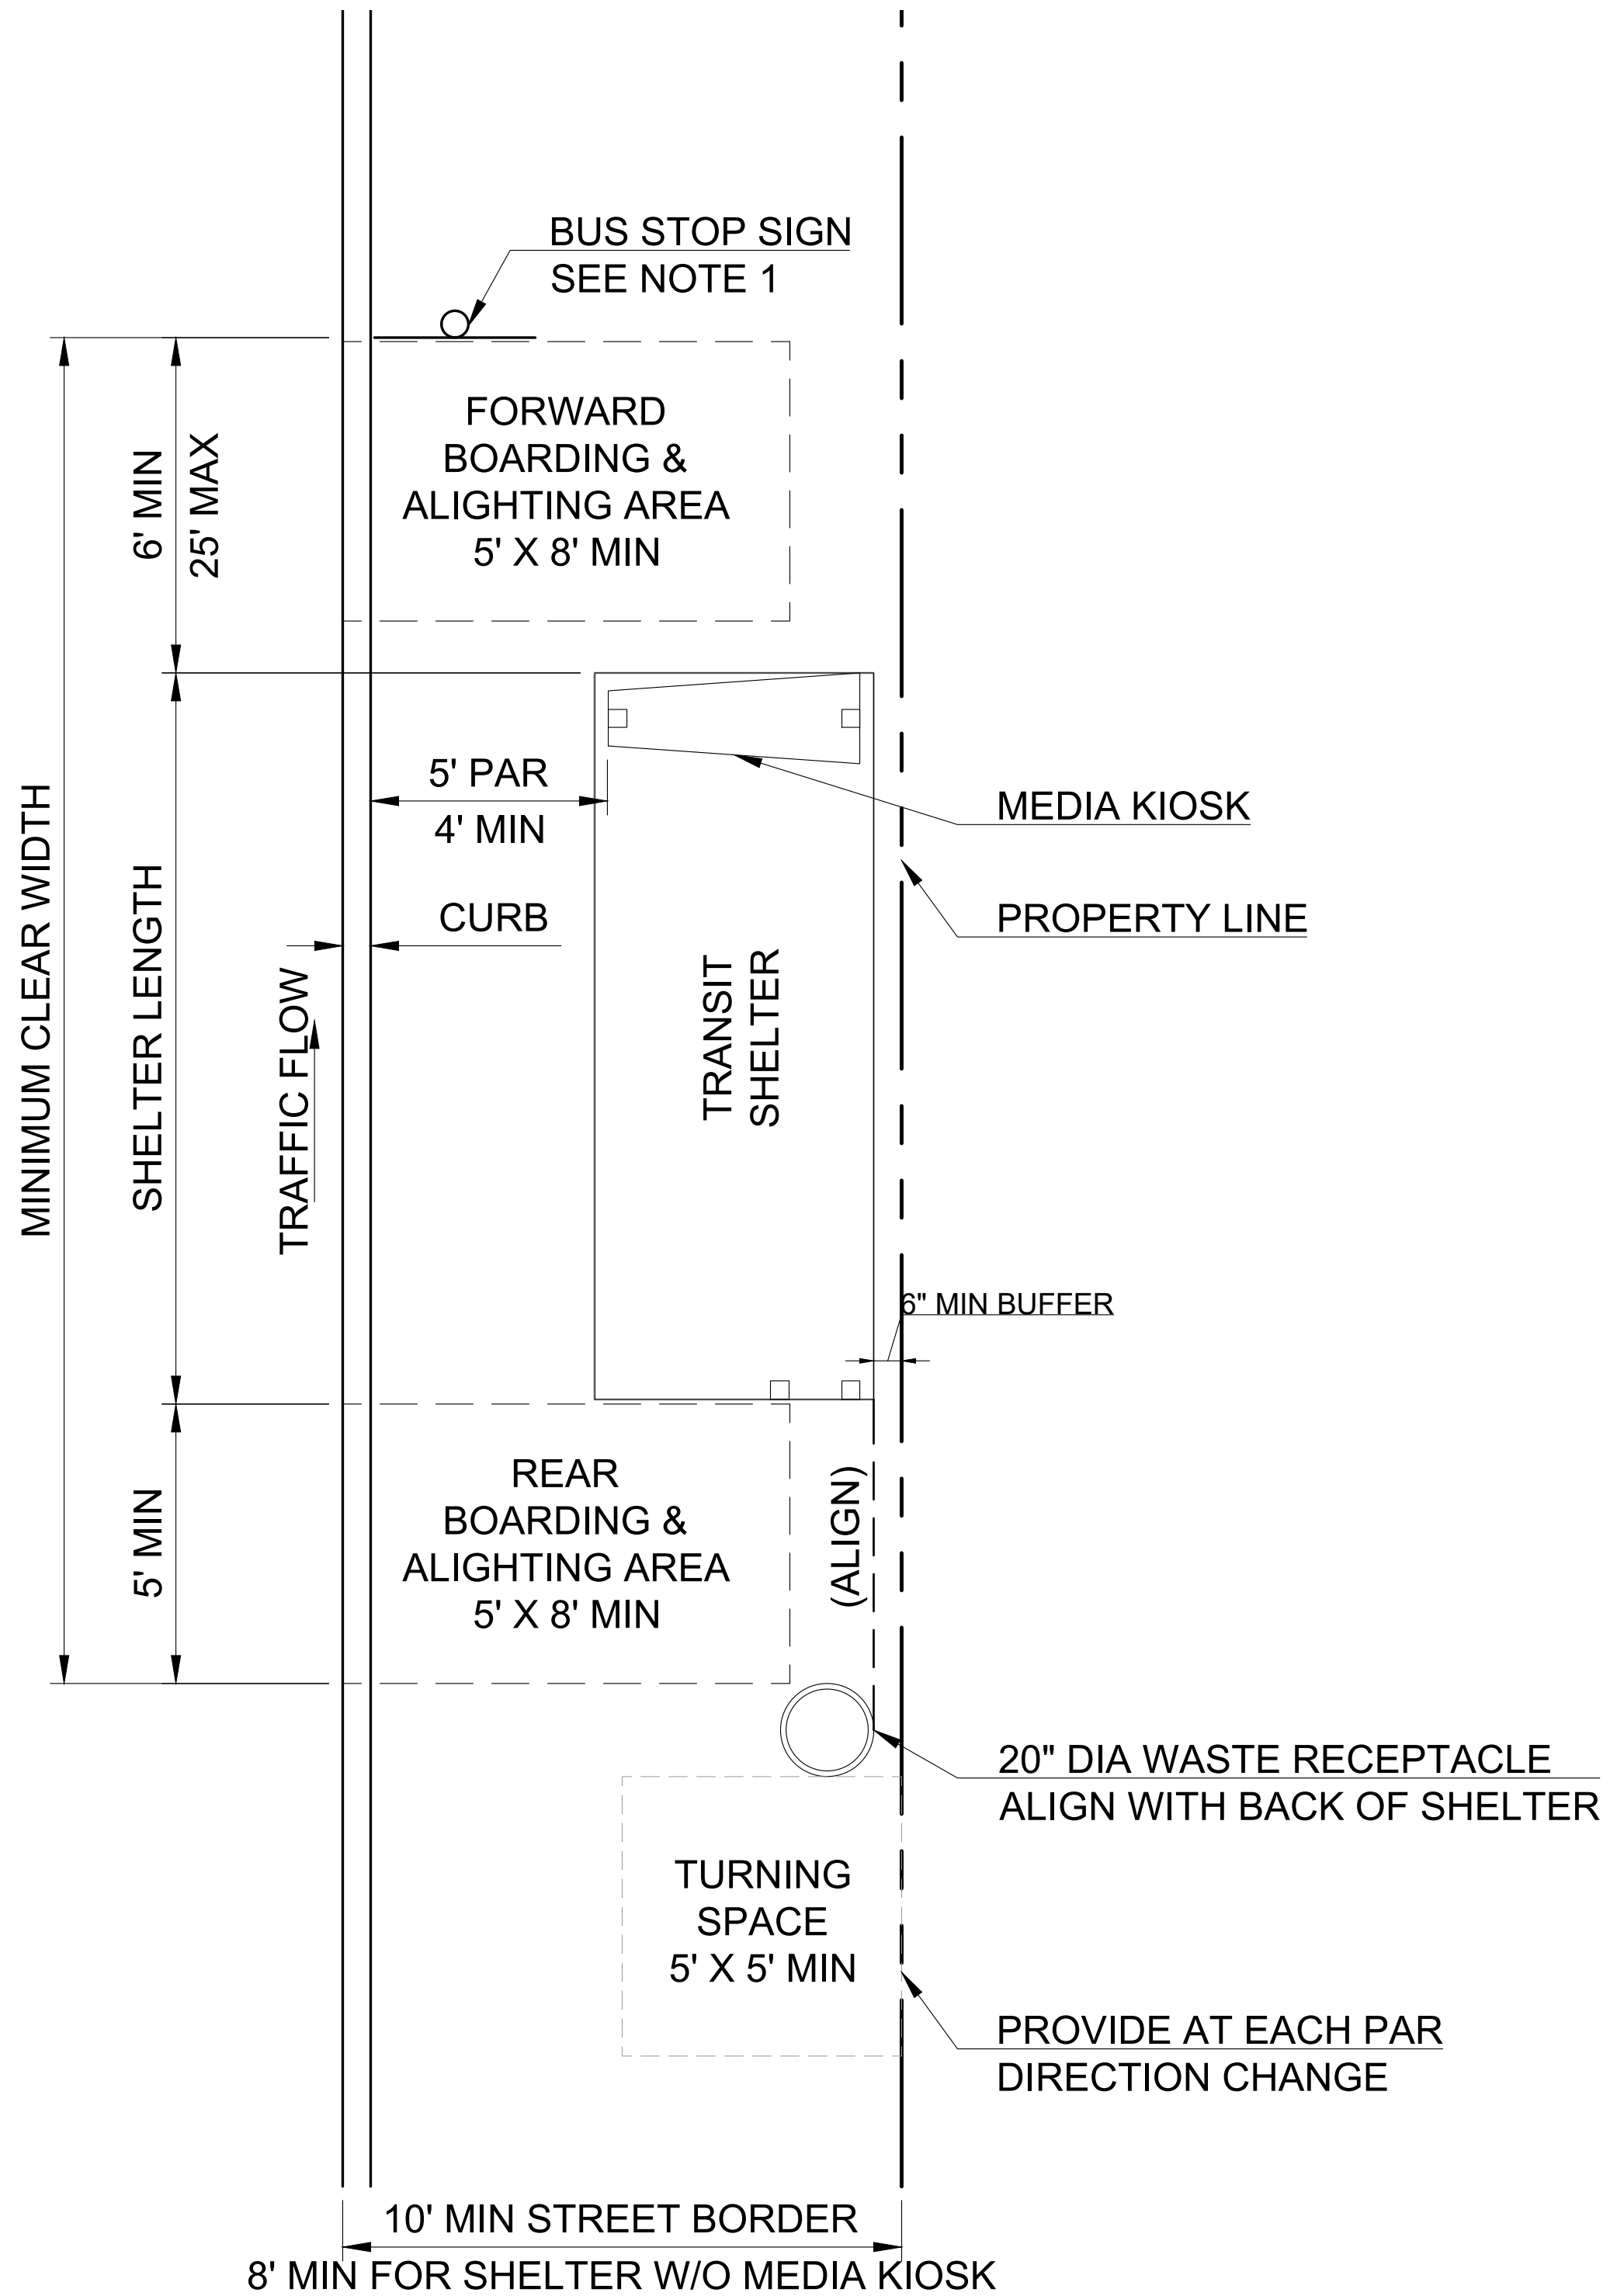 BUS STOP SIGN
SEE NOTE 1
FORWARD
BOARDING &
ALIGHTING AREA
5' X 8' MIN
6' MIN
25' MAX
5' PAR
4' MIN
MEDIA KIOSK
CURB
PROPERTY LINE
MINIMUM CLEAR WIDTH
SHELTER LENGTH
TRAFFIC FLOW
TRANSIT
SHELTER
6" MIN BUFFER
REAR
BOARDING &
ALIGHTING AREA
5' X 8' MIN
5' MIN
(ALIGN)
20" DIA WASTE RECEPTACLE
ALIGN WITH BACK OF SHELTER
TURNING
SPACE
5' X 5' MIN
PROVIDE AT EACH PAR
DIRECTION CHANGE
10' MIN STREET BORDER
8' MIN FOR SHELTER W/O MEDIA KIOSK